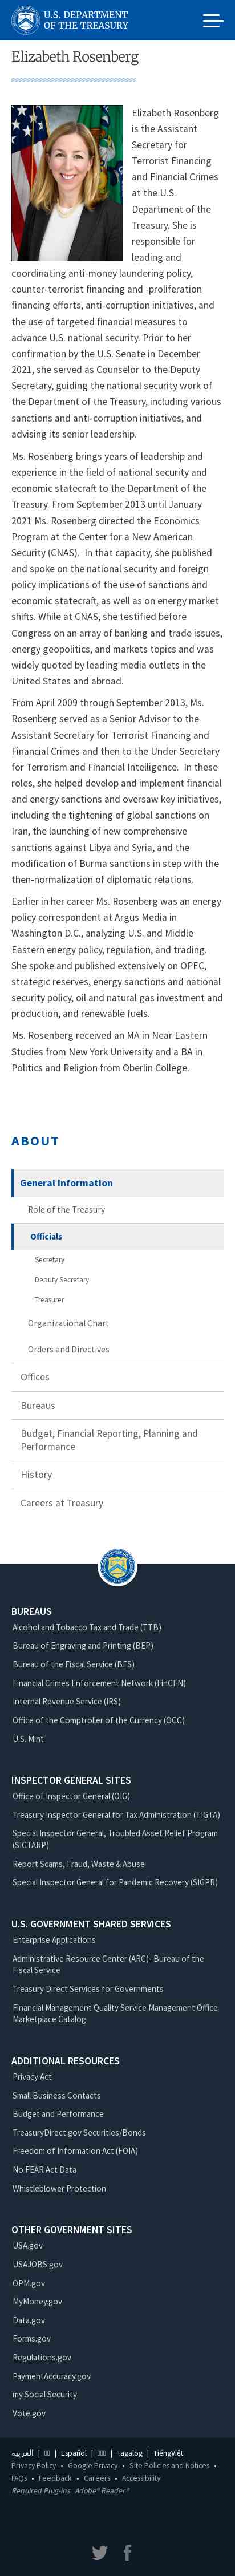 U.S. DEPARTMENT
OF THE TREASURY
Elizabeth Rosenberg
Elizabeth Rosenberg
is the Assistant
Secretary for
Terrorist Financing
and Financial Crimes
at the U.S.
Department of the
Treasury. She is
responsible for
leading and
coordinating anti-money laundering policy,
counter-terrorist financing and -proliferation
financing efforts, anti-corruption initiatives, and
the use of targeted financial measures to
advance U.S. national security. Prior to her
confirmation by the U.S. Senate in December
2021, she served as Counselor to the Deputy
Secretary, guiding the national security work of
the Department of the Treasury, including various
sanctions and anti-corruption initiatives, and
advising its senior leadership.
Ms. Rosenberg brings years of leadership and
experience in the field of national security and
economic statecraft to the Department of the
Treasury. From September 2013 until January
2021 Ms. Rosenberg directed the Economics
Program at the Center for a New American
Security (CNAS). In that capacity, she published
and spoke on the national security and foreign
policy implications of the use of sanctions and
economic statecraft, as well as on energy market
shifts. While at CNAS, she testified before
Congress on an array of banking and trade issues,
energy geopolitics, and markets topics and was
widely quoted by leading media outlets in the
United States and abroad.
From April 2009 through September 2013, Ms.
Rosenberg served as a Senior Advisor to the
Assistant Secretary for Terrorist Financing and
Financial Crimes and then to the Under Secretary
for Terrorism and Financial Intelligence. In these
roles, she helped develop and implement financial
and energy sanctions and oversaw key initiatives,
including the tightening of global sanctions on
Iran, the launching of new comprehensive
sanctions against Libya and Syria, and the
modification of Burma sanctions in step with the
then-normalization of diplomatic relations.
Earlier in her career Ms. Rosenberg was an energy
policy correspondent at Argus Media in
Washington D.C., analyzing U.S. and Middle
Eastern energy policy, regulation, and trading.
She spoke and published extensively on OPEC,
strategic reserves, energy sanctions and national
security policy, oil and natural gas investment and
production, and renewable fuels.
Ms. Rosenberg received an MA in Near Eastern
Studies from New York University and a BA in
Politics and Religion from Oberlin College.
ABOUT
General Information
Role of the Treasury
Officials
Secretary
Deputy Secretary
Treasurer
Organizational Chart
Orders and Directives
Offices
Bureaus
Budget, Financial Reporting, Planning and
Performance
History
Careers at Treasury
BUREAUS
Alcohol and Tobacco Tax and Trade (TTB)
Bureau of Engraving and Printing (BEP)
Bureau of the Fiscal Service (BFS)
Financial Crimes Enforcement Network (FinCEN)
Internal Revenue Service (IRS)
Office of the Comptroller of the Currency (OCC)
U.S. Mint
INSPECTOR GENERAL SITES
Office of Inspector General (OIG)
Treasury Inspector General for Tax Administration (TIGTA)
Special Inspector General, Troubled Asset Relief Program
(SIGTARP)
Report Scams, Fraud, Waste & Abuse
Special Inspector General for Pandemic Recovery (SIGPR)
U.S. GOVERNMENT SHARED SERVICES
Enterprise Applications
Administrative Resource Center (ARC)- Bureau of the
Fiscal Service
Treasury Direct Services for Governments
Financial Management Quality Service Management Office
Marketplace Catalog
ADDITIONAL RESOURCES
Privacy Act
Small Business Contacts
Budget and Performance
TreasuryDirect.gov Securities/Bonds
Freedom of Information Act (FOIA)
No FEAR Act Data
Whistleblower Protection
OTHER GOVERNMENT SITES
USA.gov
USAJOBS.gov
OPM.gov
MyMoney.gov
Data.gov
Forms.gov
Regulations.gov
PaymentAccuracy.gov
my Social Security
Vote.gov
العربية | | Español | | Tagalog | TiếngViệt
Privacy Policy • Google Privacy • Site Policies and Notices •
FAQs • Feedback • Careers • Accessibility
Required Plug-ins Adobe® Reader®